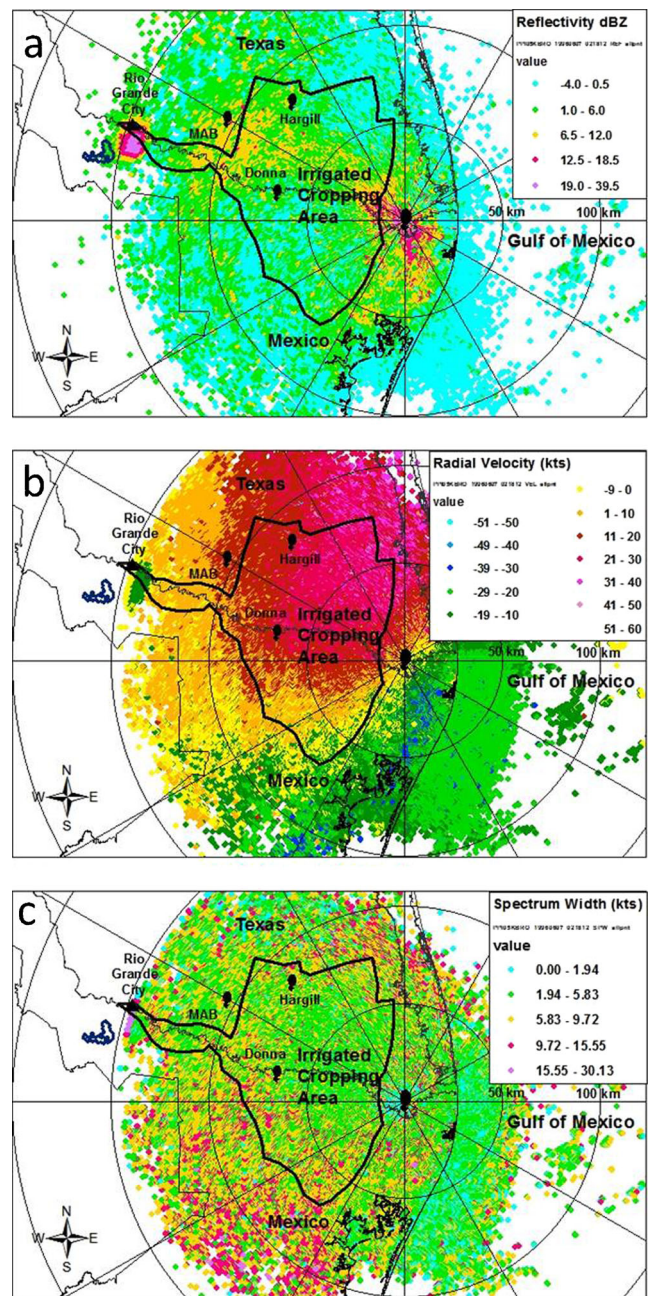 a
Texas
Rio
Grande
City
MAB
Hargill
Donna
Irrigated
Cropping
Area
Mexico
50 km
100 km
Gulf of Mexico
N
W E
S
Reflectivity dBZ
value
-4.0 - 0.5
1.0 - 6.0
6.5 - 12.0
12.5 - 18.5
19.0 - 39.5
b
Texas
Rio
Grande
City
MAB
Hargill
Donna
Irrigated
Cropping
Area
Mexico
50 km
100 km
Gulf of Mexico
N
W E
S
Radial Velocity (kts)
value
-51 - -50
-49 - -40
-39 - -30
-29 - -20
-19 - -10
-9 - 0
1 - 10
11 - 20
21 - 30
31 - 40
41 - 50
51 - 60
c
Texas
Rio
Grande
City
MAB
Hargill
Donna
Irrigated
Cropping
Area
Mexico
50 km
100 km
Gulf of Mexico
N
W E
S
Spectrum Width (kts)
value
0.00 - 1.94
1.94 - 5.83
5.83 - 9.72
9.72 - 15.55
15.55 - 30.13